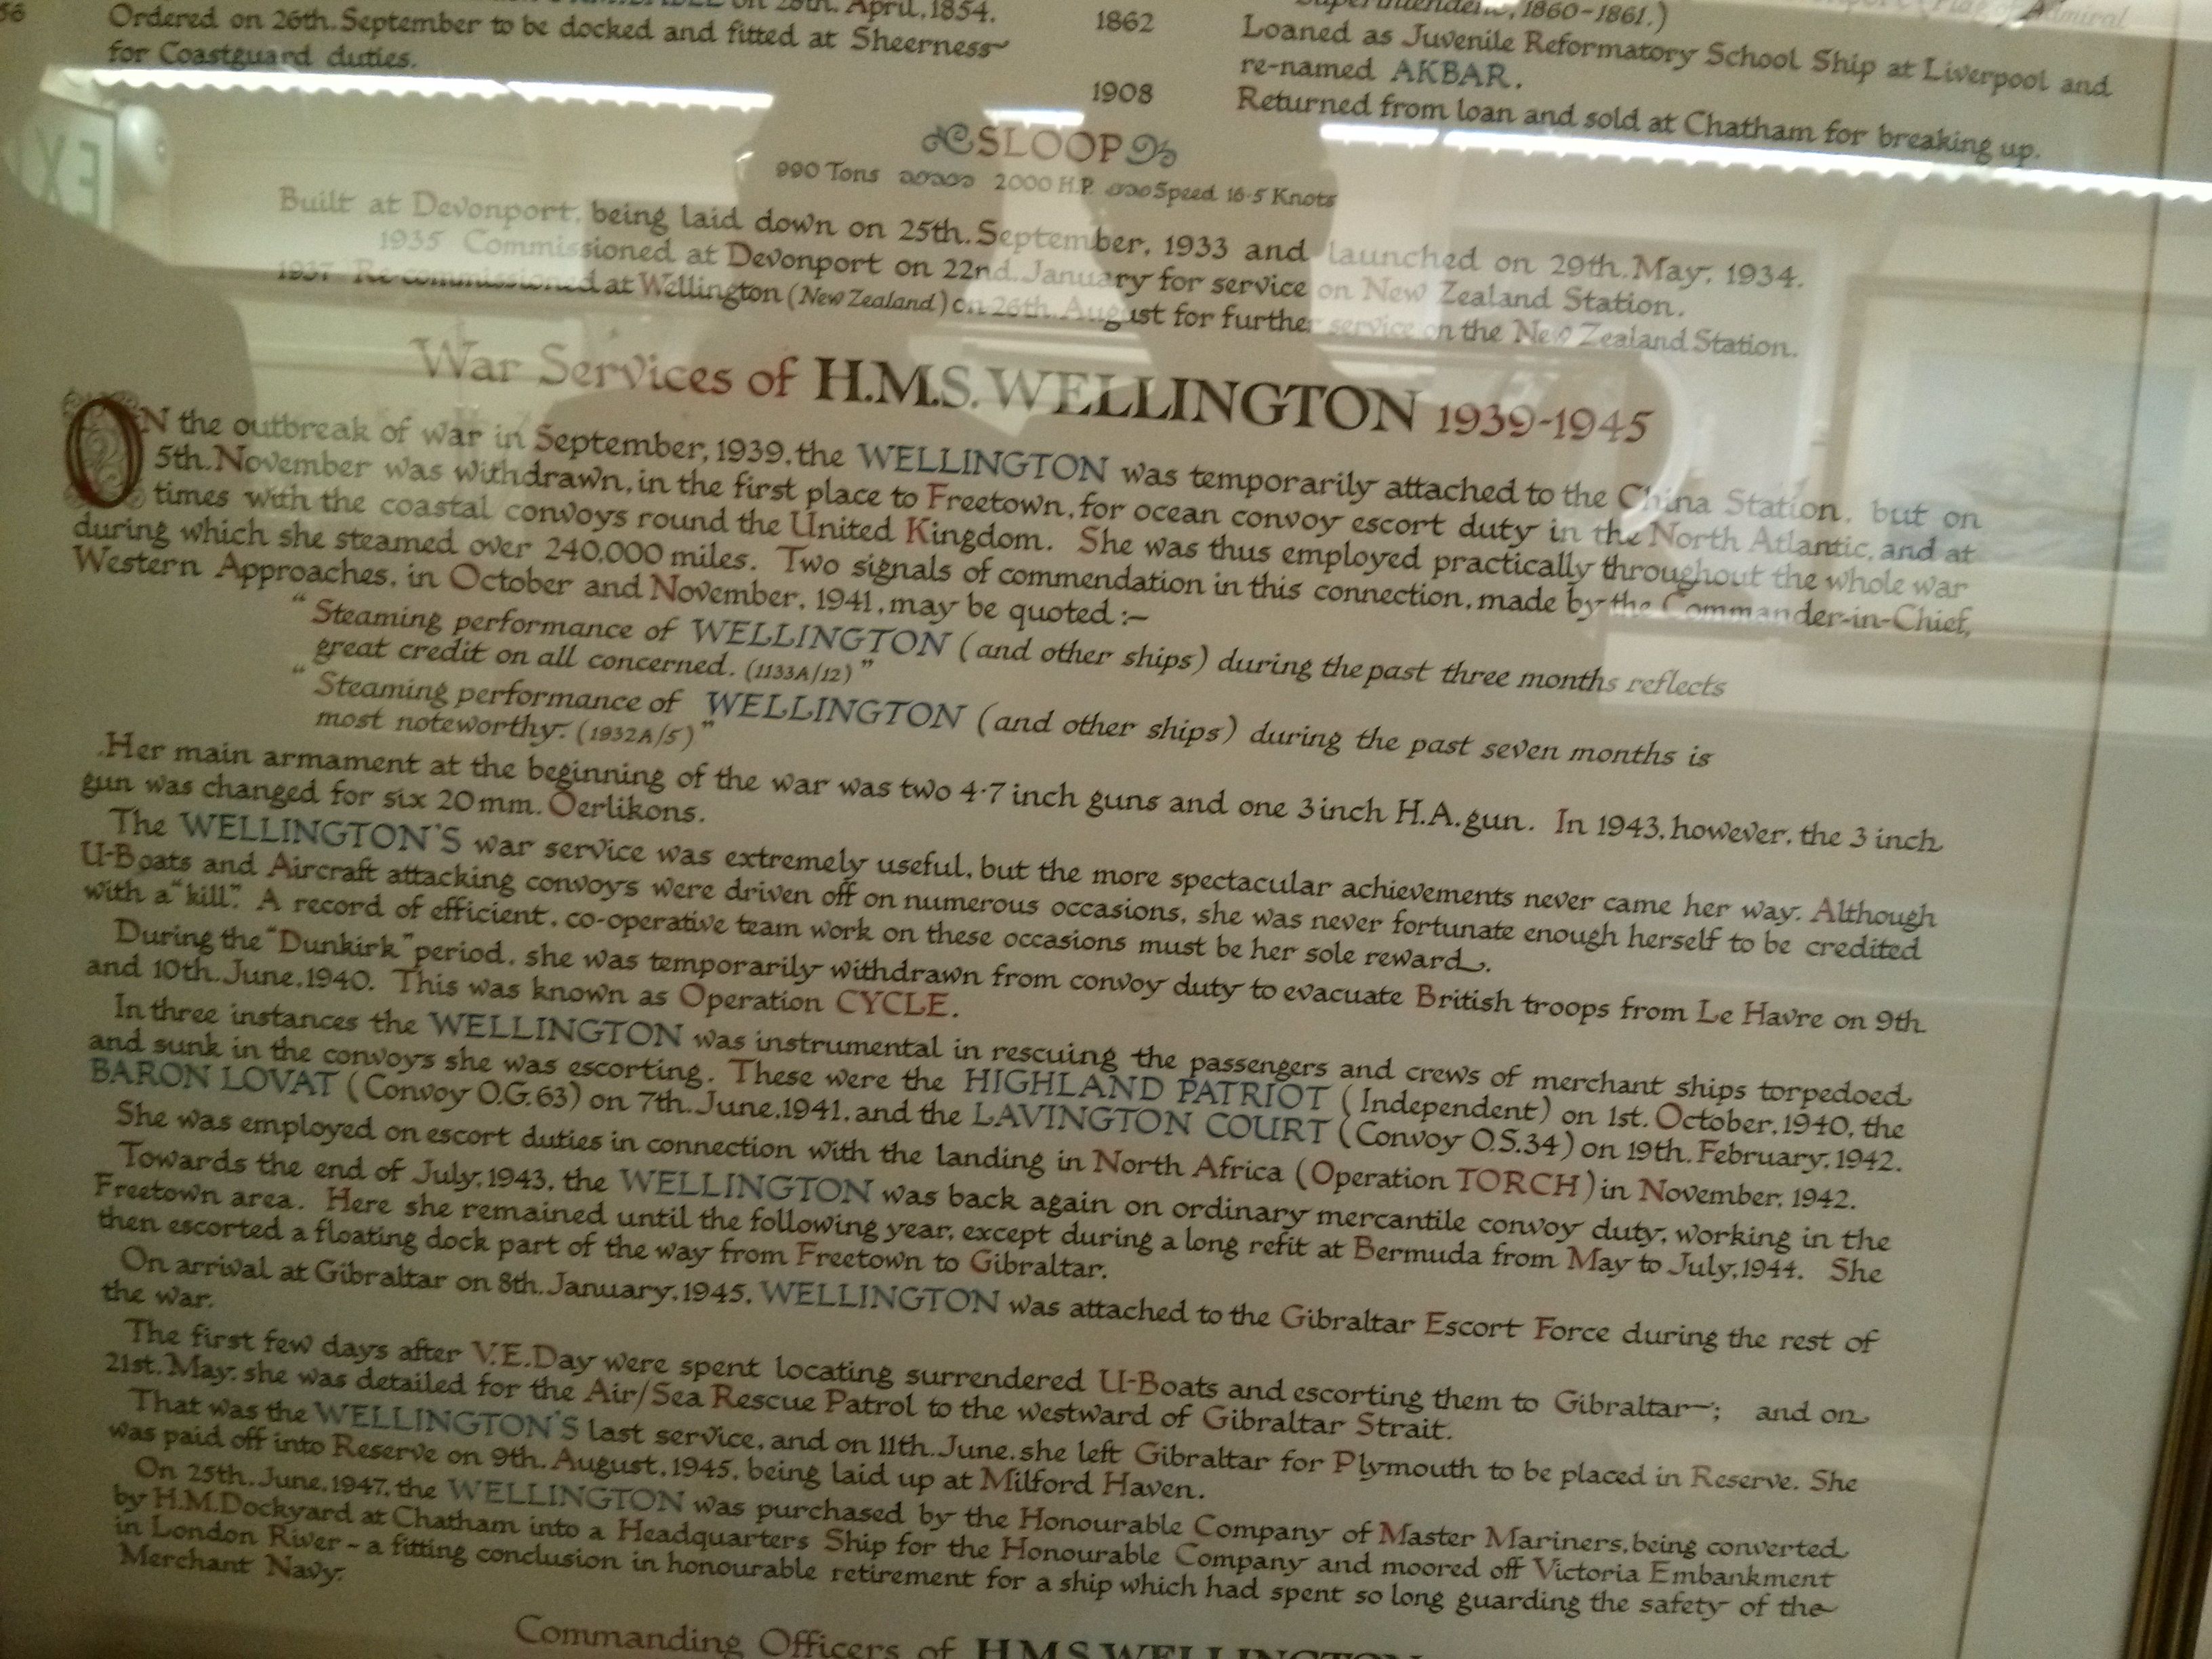 56
on 28th. April, 1854.
Ordered on 26th. September to be docked and fitted at Sheerness
for Coastguard duties.
1862
1908
Superintendent, 1860-1861.)
Admiral
Loaned as Juvenile Reformatory School Ship at Liverpool and
re-named AKBAR.
Returned from loan and sold at Chatham for breaking up.
EX
SLOOP
990 Tons 2000 H.P. Speed 16·5 Knots
Built at Devonport, being laid down on 25th. September, 1933 and launched on 29th. May, 1934.
1935 Commissioned at Devonport on 22nd. January for service on New Zealand Station.
1937 Re-commissioned at Wellington (New Zealand) on 26th. August for further service on the New Zealand Station.
War Services of H.M.S. WELLINGTON 1939-1945
ON the outbreak of war in September, 1939, the WELLINGTON was temporarily attached to the China Station, but on
5th. November was withdrawn, in the first place to Freetown, for ocean convoy escort duty in the North Atlantic, and at
times with the coastal convoys round the United Kingdom. She was thus employed practically throughout the whole war
during which she steamed over 240,000 miles. Two signals of commendation in this connection, made by the Commander-in-Chief,
Western Approaches, in October and November, 1941, may be quoted :-
“ Steaming performance of WELLINGTON (and other ships) during the past three months reflects
great credit on all concerned. (1133A/12) ”
“ Steaming performance of WELLINGTON (and other ships) during the past seven months is
most noteworthy. (1932A/5) ”
Her main armament at the beginning of the war was two 4·7 inch guns and one 3 inch H.A. gun. In 1943, however, the 3 inch
gun was changed for six 20 mm. Oerlikons.
The WELLINGTON'S war service was extremely useful, but the more spectacular achievements never came her way. Although
U-Boats and Aircraft attacking convoys were driven off on numerous occasions, she was never fortunate enough herself to be credited
with a “kill”. A record of efficient, co-operative team work on these occasions must be her sole reward.
During the “Dunkirk” period, she was temporarily withdrawn from convoy duty to evacuate British troops from Le Havre on 9th
and 10th. June, 1940. This was known as Operation CYCLE.
In three instances the WELLINGTON was instrumental in rescuing the passengers and crews of merchant ships torpedoed
and sunk in the convoys she was escorting. These were the HIGHLAND PATRIOT (Independent) on 1st. October, 1940, the
BARON LOVAT (Convoy O.G.63) on 7th. June, 1941, and the LAVINGTON COURT (Convoy O.S.34) on 19th. February, 1942.
She was employed on escort duties in connection with the landing in North Africa (Operation TORCH) in November, 1942.
Towards the end of July, 1943, the WELLINGTON was back again on ordinary mercantile convoy duty, working in the
Freetown area. Here she remained until the following year, except during a long refit at Bermuda from May to July, 1944. She
then escorted a floating dock part of the way from Freetown to Gibraltar.
On arrival at Gibraltar on 8th. January, 1945, WELLINGTON was attached to the Gibraltar Escort Force during the rest of
the war.
The first few days after V.E. Day were spent locating surrendered U-Boats and escorting them to Gibraltar; and on
21st. May, she was detailed for the Air/Sea Rescue Patrol to the westward of Gibraltar Strait.
That was the WELLINGTON'S last service, and on 11th. June, she left Gibraltar for Plymouth to be placed in Reserve. She
was paid off into Reserve on 9th. August, 1945, being laid up at Milford Haven.
On 25th. June, 1947, the WELLINGTON was purchased by the Honourable Company of Master Mariners, being converted
by H.M. Dockyard at Chatham into a Headquarters Ship for the Honourable Company and moored off Victoria Embankment
in London River - a fitting conclusion in honourable retirement for a ship which had spent so long guarding the safety of the
Merchant Navy.
Commanding Officers of H.M.S. WELLINGTON